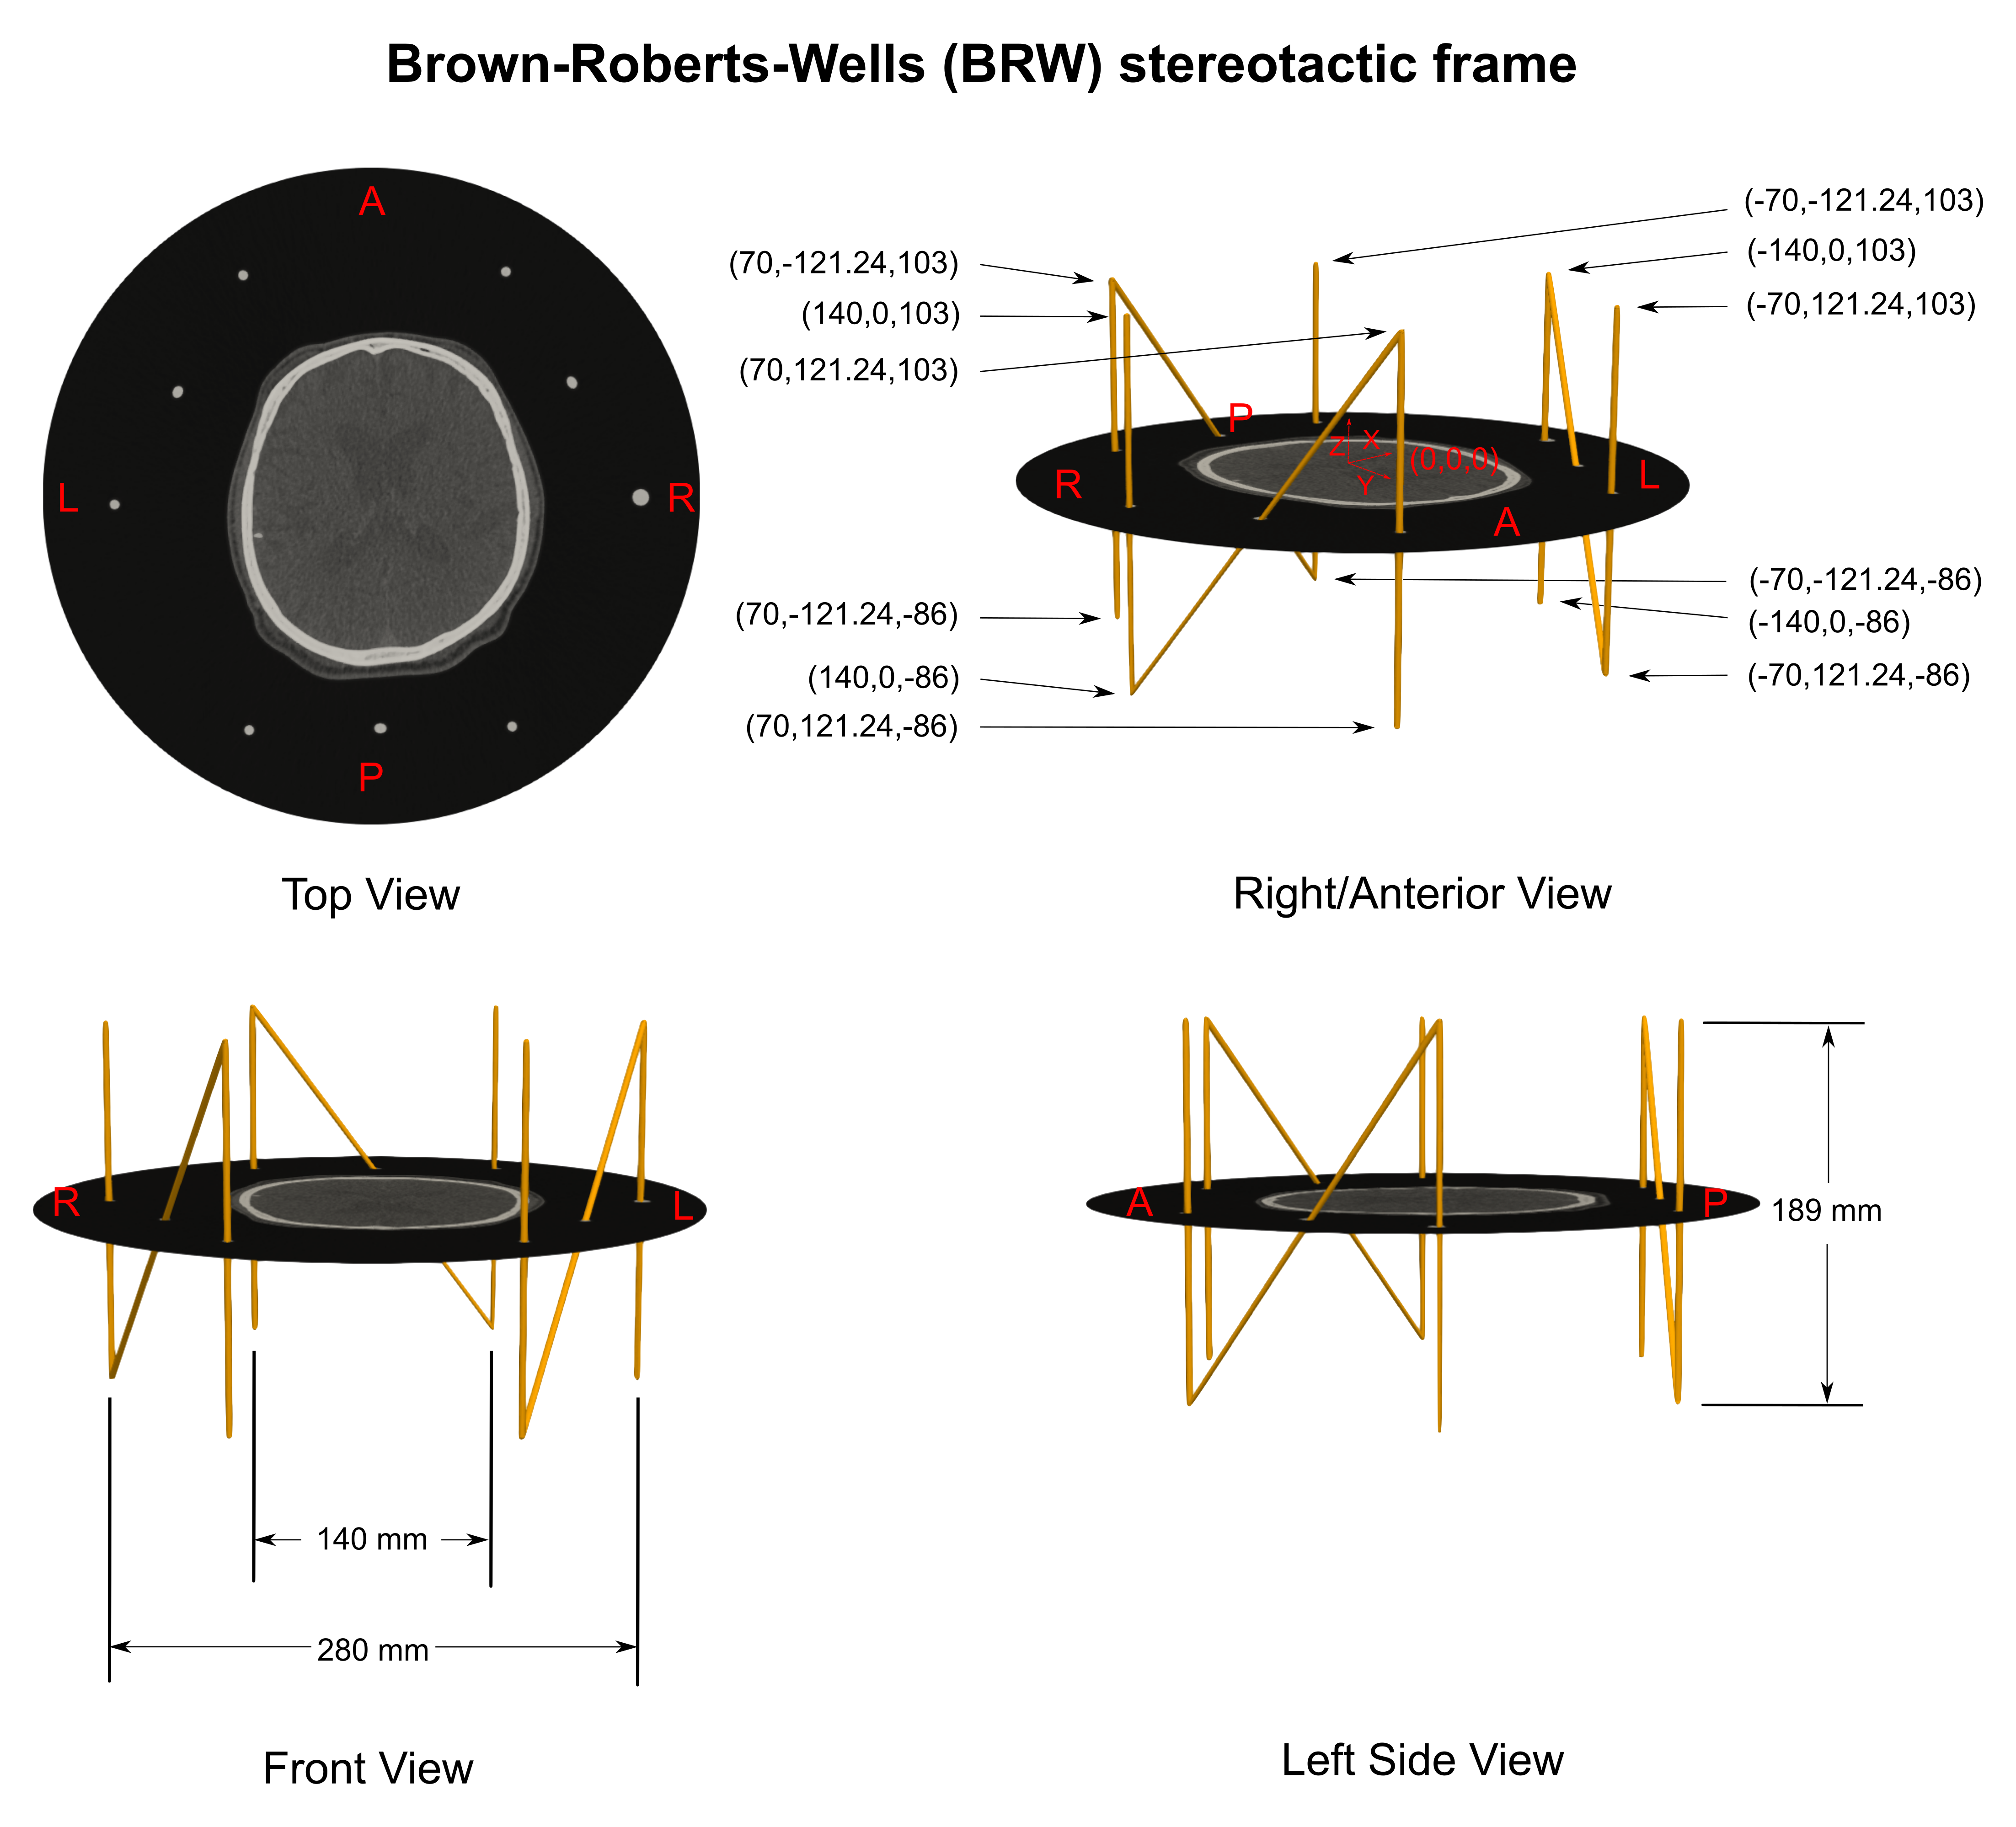 Brown-Roberts-Wells (BRW) stereotactic frame
A
L
R
P
Top View
(70,-121.24,103)
(140,0,103)
(70,121.24,103)
(-70,-121.24,103)
(-140,0,103)
(-70,121.24,103)
P
Z
X
(0,0,0)
Y
R
L
A
(70,-121.24,-86)
(140,0,-86)
(70,121.24,-86)
(-70,-121.24,-86)
(-140,0,-86)
(-70,121.24,-86)
Right/Anterior View
R
L
140 mm
280 mm
Front View
A
P
189 mm
Left Side View